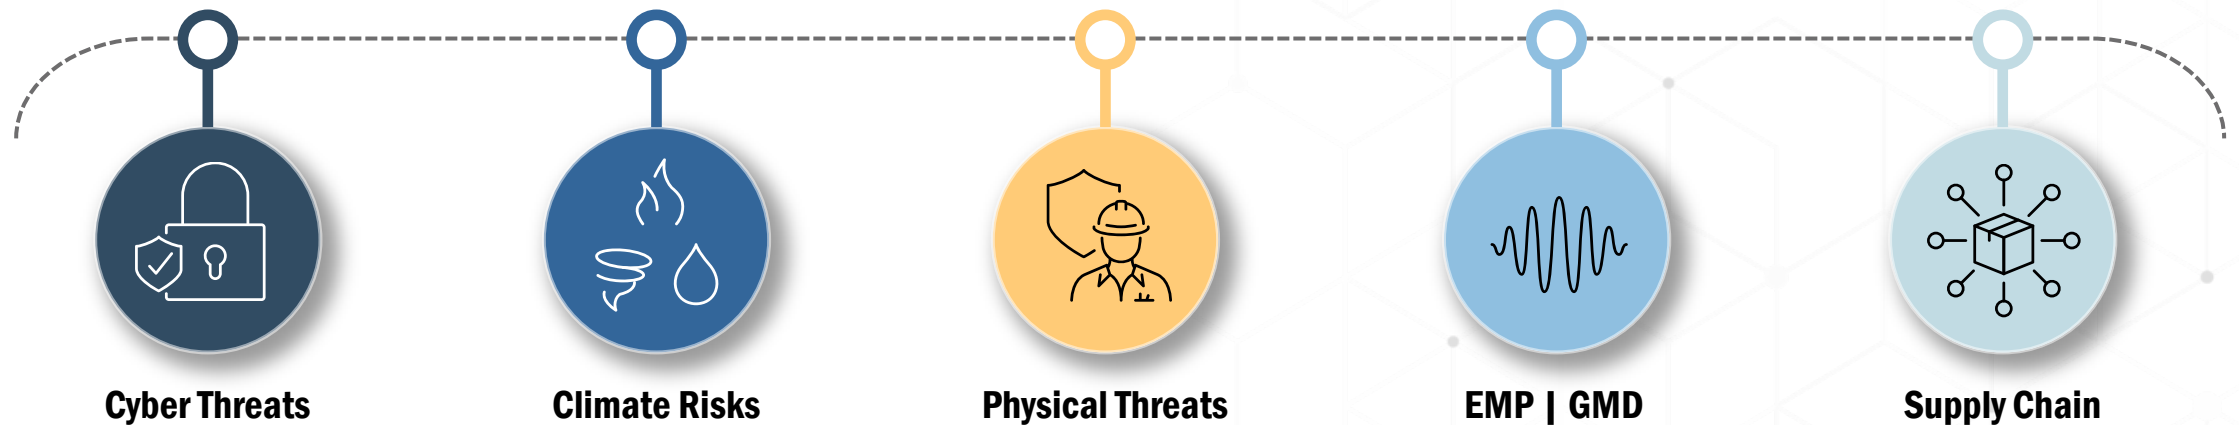 Cyber Threats
Climate Risks
Physical Threats
EMP | GMD
Supply Chain